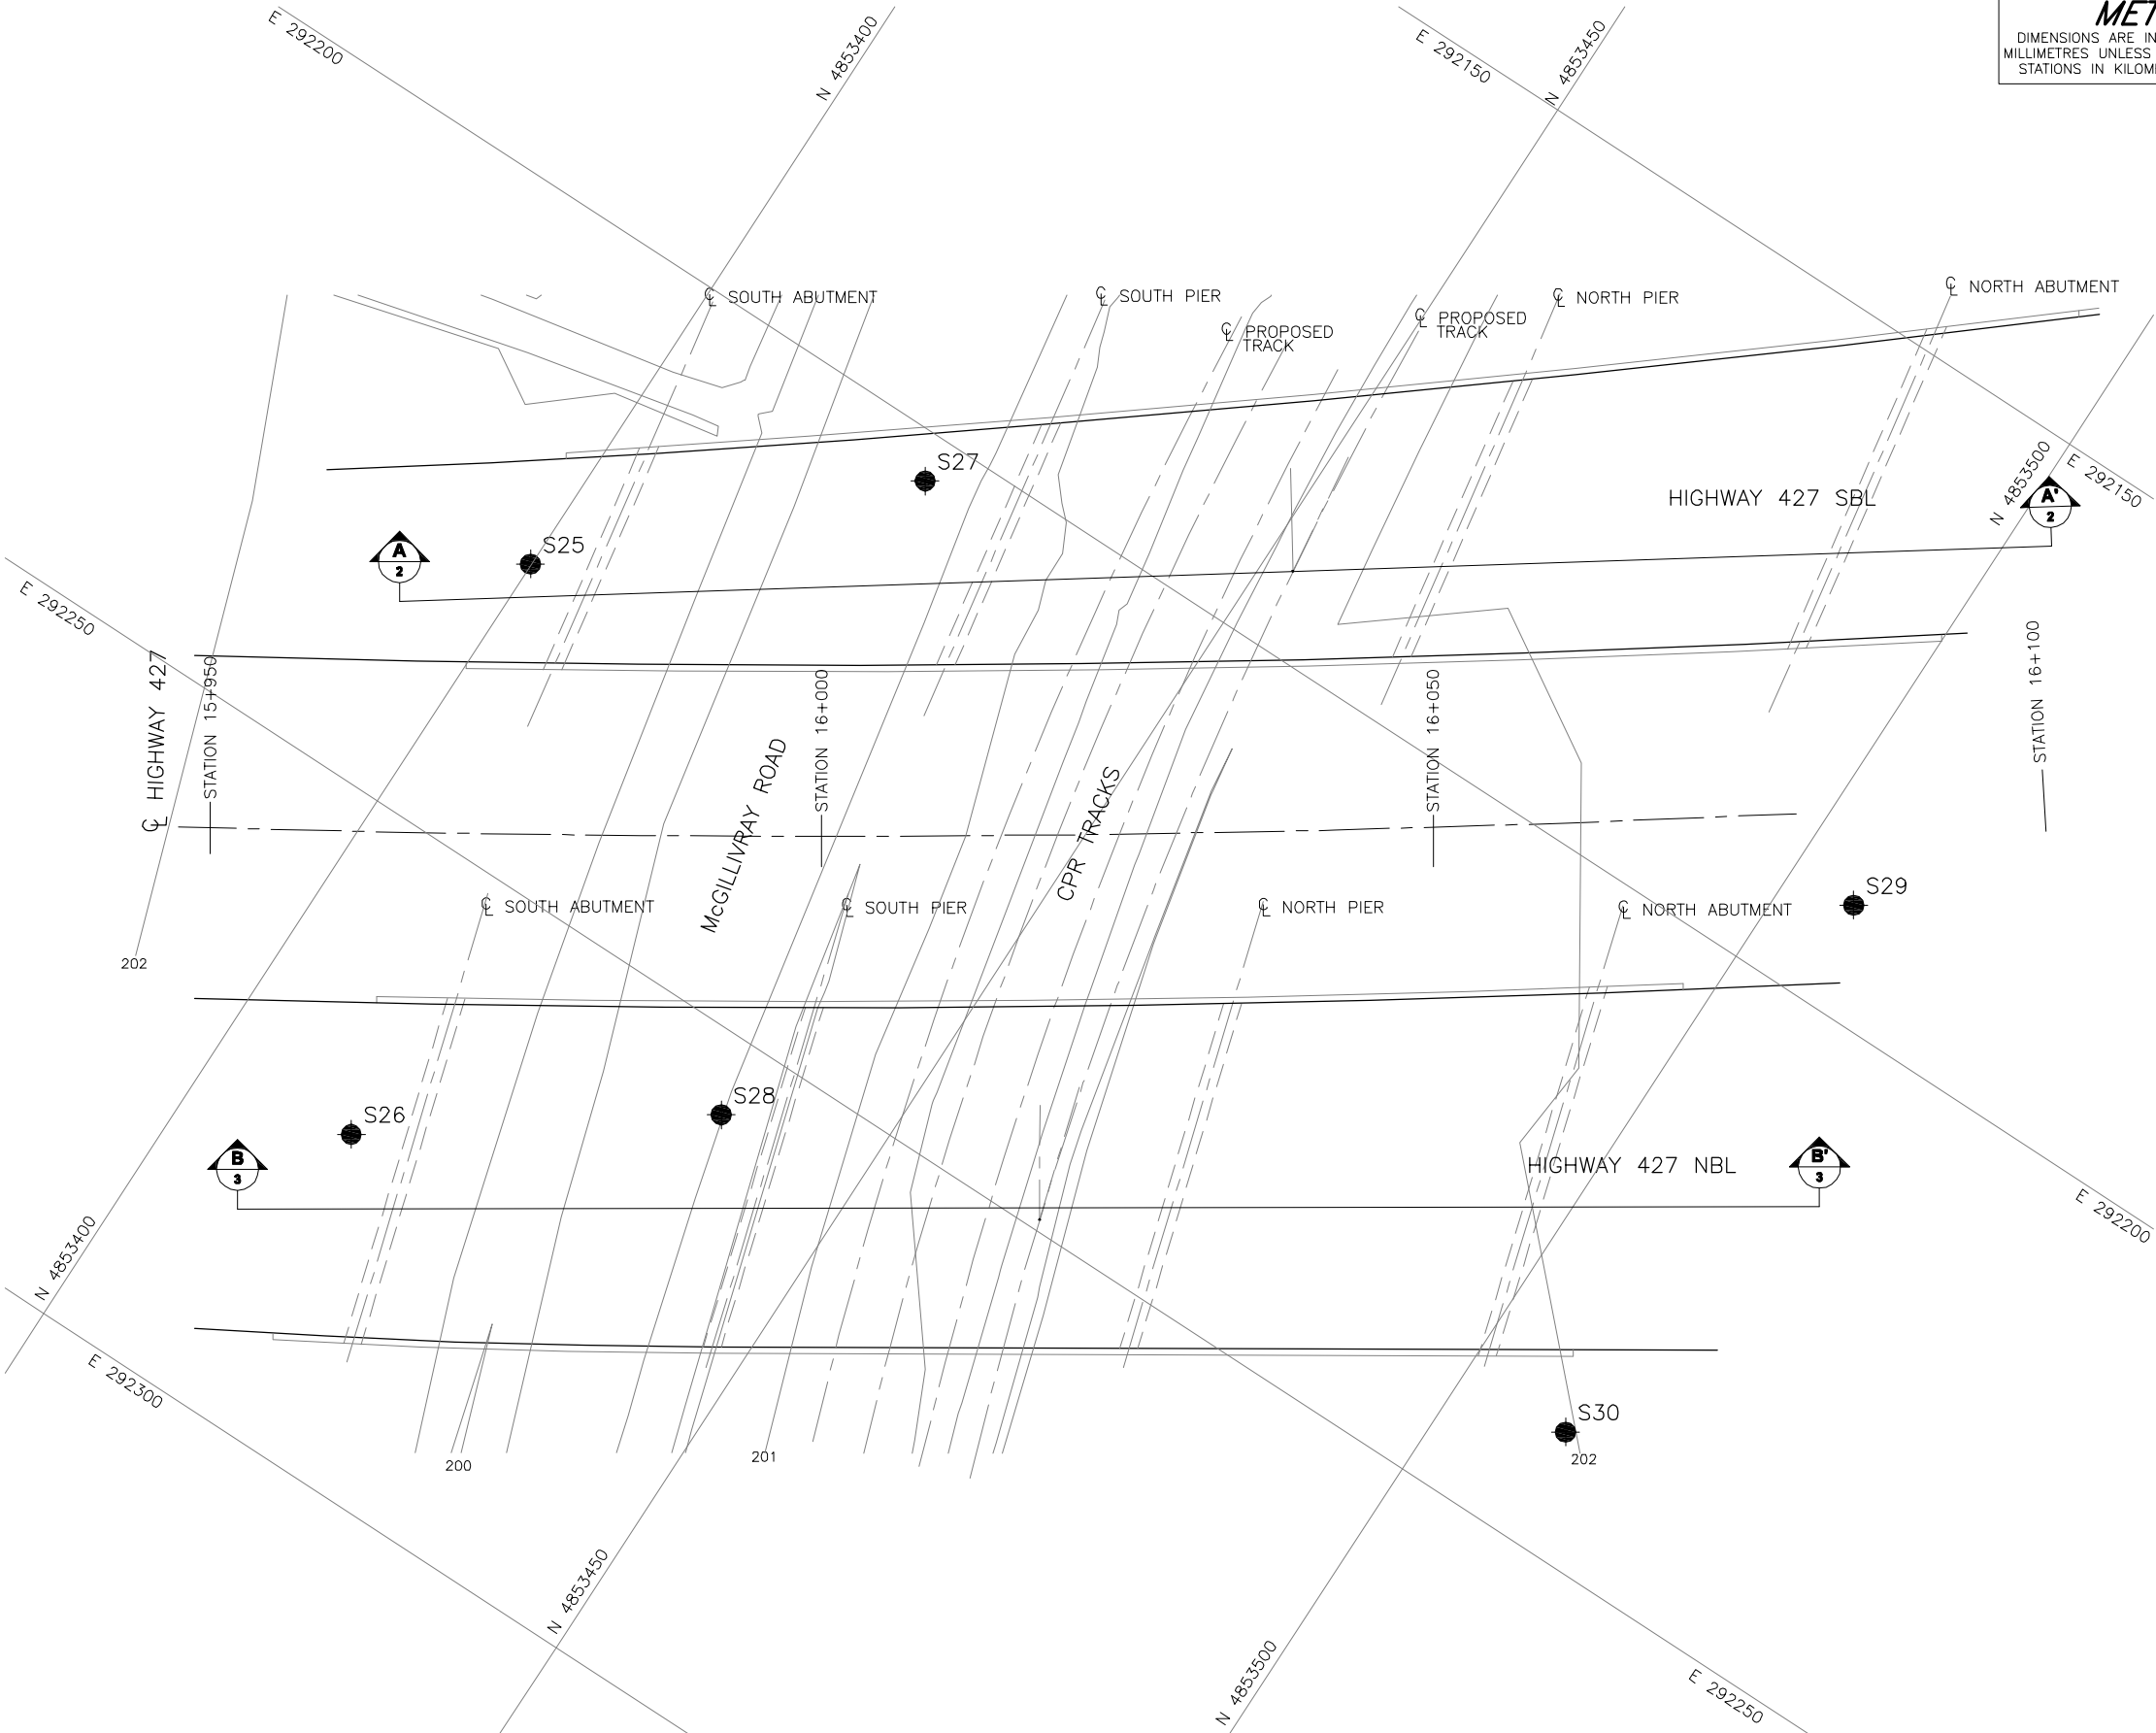 MET
DIMENSIONS ARE IN
MILLIMETRES UNLESS
STATIONS IN KILOM
E 292200
N 4853400
E 292150
N 4853450
℄ SOUTH ABUTMENT
℄ SOUTH PIER
℄ PROPOSED
TRACK
℄ PROPOSED
TRACK
℄ NORTH PIER
℄ NORTH ABUTMENT
S27
HIGHWAY 427 SBL
N 4853500
E 292150
A'
2
A
2
S25
E 292250
℄ HIGHWAY 427
STATION 15+950
STATION 16+000
STATION 16+050
STATION 16+100
McGILLIVRAY ROAD
CPR TRACKS
℄ SOUTH ABUTMENT
℄ SOUTH PIER
℄ NORTH PIER
℄ NORTH ABUTMENT
S29
202
S26
S28
B
3
HIGHWAY 427 NBL
B'
3
E 292200
N 4853400
E 292300
S30
200
201
202
N 4853450
N 4853500
E 292250